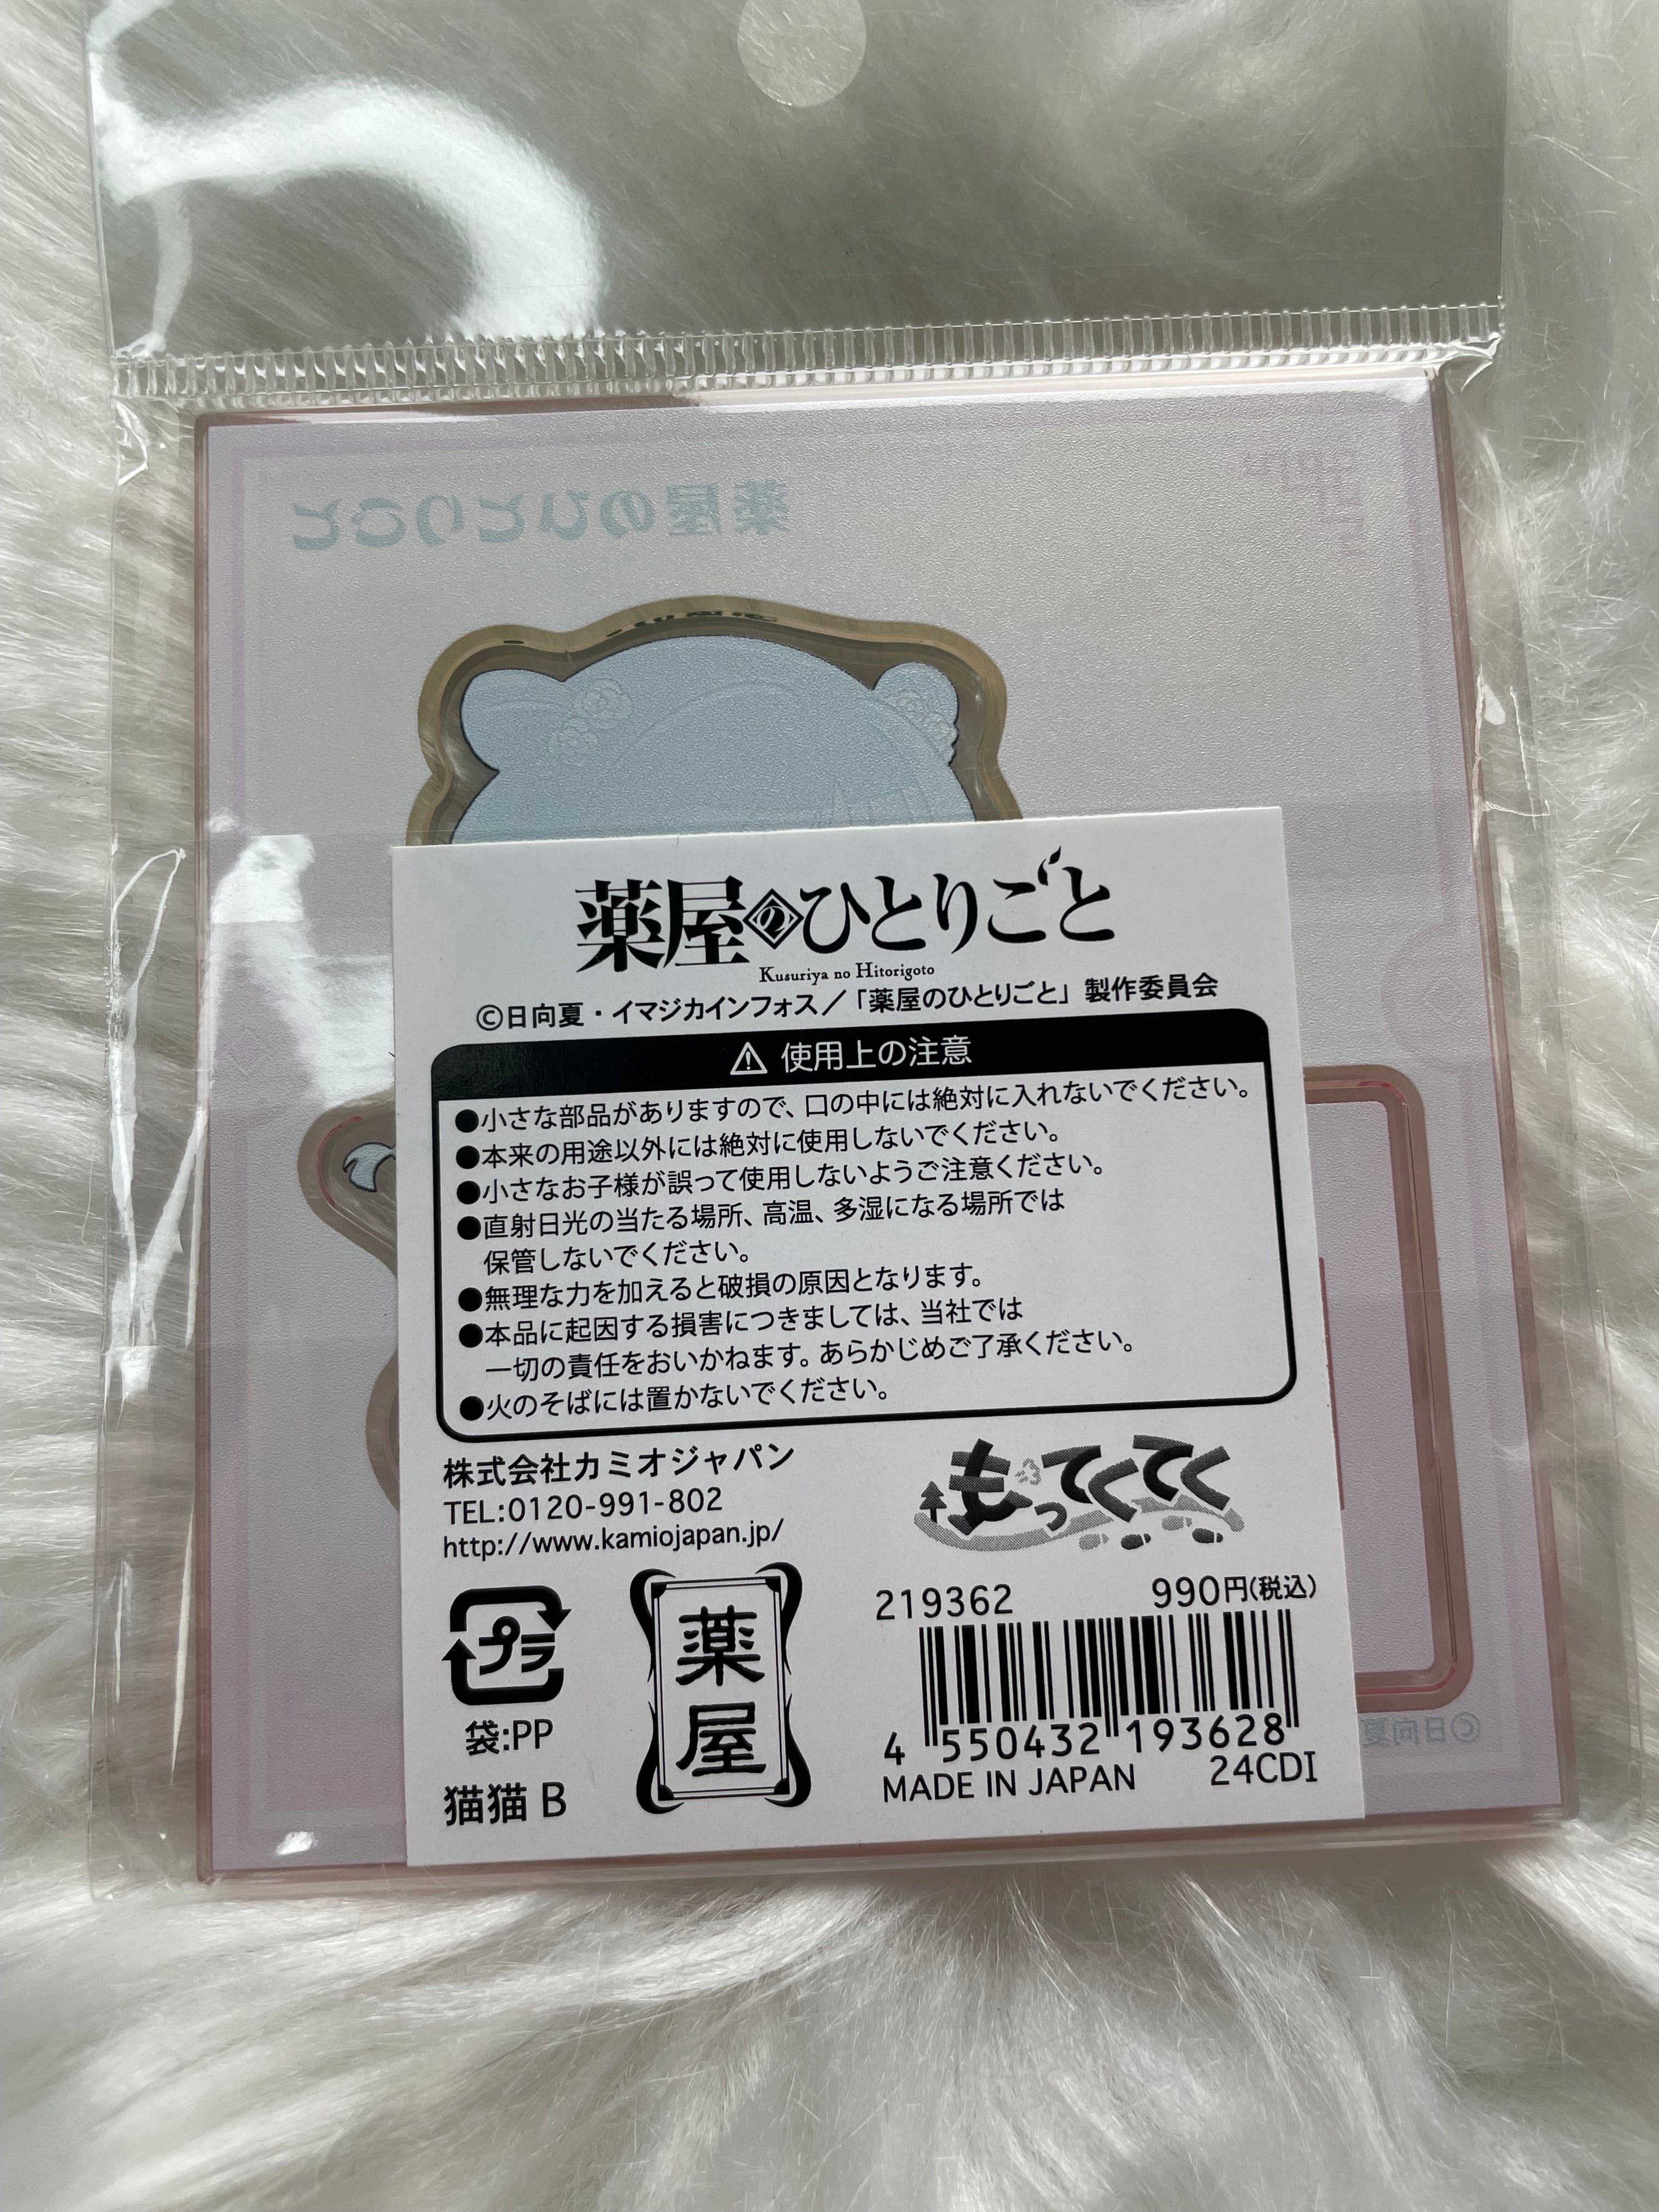 薬屋のひとりごと
薬屋のひとりごと
Kusuriya no Hitorigoto
©日向夏・イマジカインフォス／「薬屋のひとりごと」製作委員会
⚠ 使用上の注意
●小さな部品がありますので、口の中には絶対に入れないでください。
●本来の用途以外には絶対に使用しないでください。
●小さなお子様が誤って使用しないようご注意ください。
●直射日光の当たる場所、高温、多湿になる場所では
保管しないでください。
●無理な力を加えると破損の原因となります。
●本品に起因する損害につきましては、当社では
一切の責任をおいかねます。あらかじめご了承ください。
●火のそばには置かないでください。
株式会社カミオジャパン
TEL:0120-991-802
http://www.kamiojapan.jp/
もってくてく
プラ
袋:PP
猫猫 B
薬屋
219362 990円(税込)
4 550432 193628
MADE IN JAPAN 24CDI
©日向夏